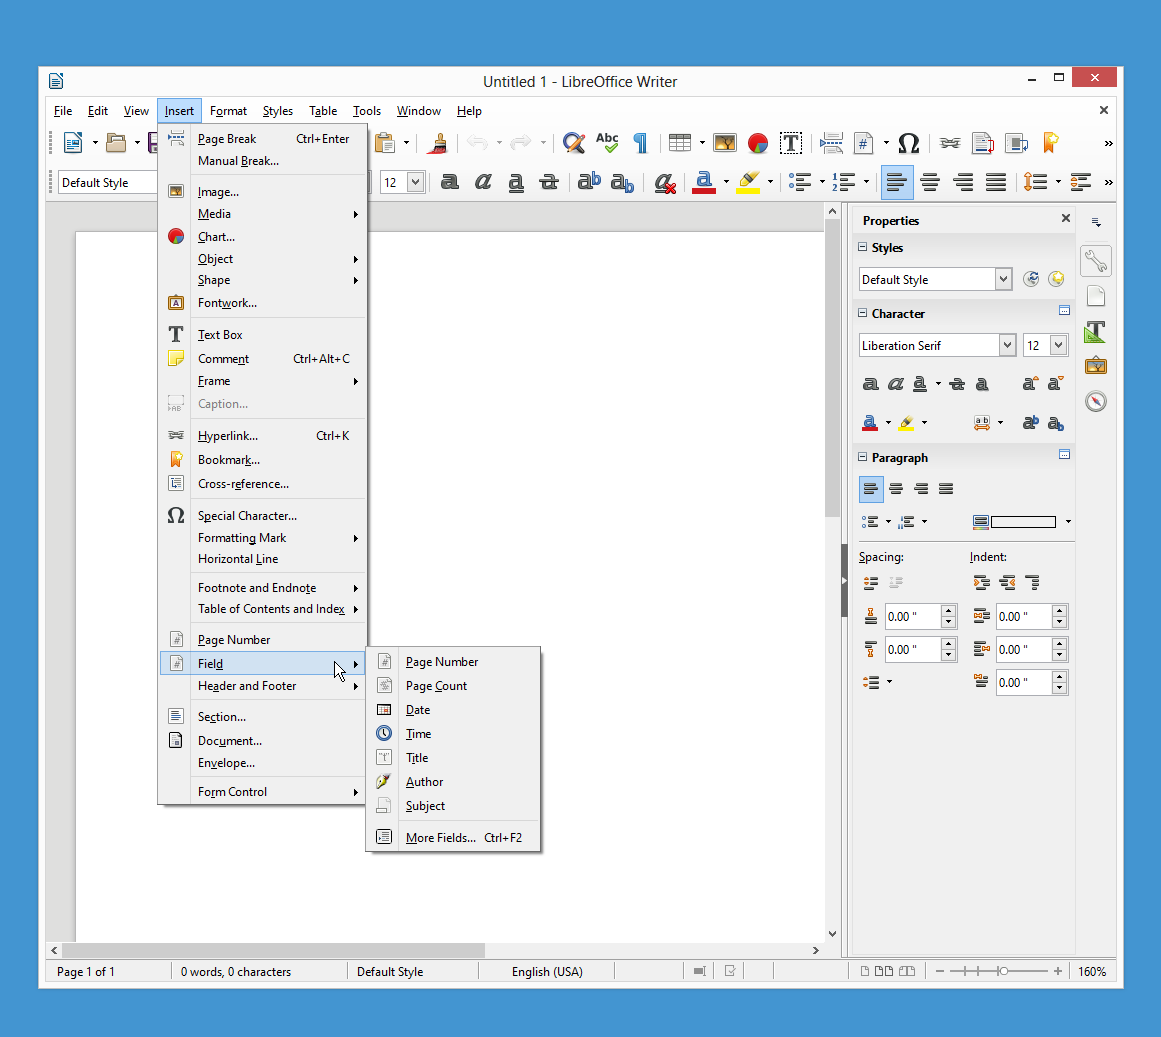 Untitled 1 - LibreOffice Writer
File Edit View Insert Format Styles Table Tools Window Help
Page Break Ctrl+Enter
Manual Break...
Image...
Media
Chart...
Object
Shape
Fontwork...
Text Box
Comment Ctrl+Alt+C
Frame
Caption...
Hyperlink... Ctrl+K
Bookmark...
Cross-reference...
Special Character...
Formatting Mark
Horizontal Line
Footnote and Endnote
Table of Contents and Index
Page Number
Field
Header and Footer
Section...
Document...
Envelope...
Form Control
Page Number
Page Count
Date
Time
Title
Author
Subject
More Fields... Ctrl+F2
Abc
Default Style
12
Properties
Styles
Default Style
Character
Liberation Serif 12
Paragraph
Spacing: Indent:
0.00 " 0.00 "
0.00 " 0.00 "
0.00 "
Page 1 of 1 0 words, 0 characters Default Style English (USA) 160%